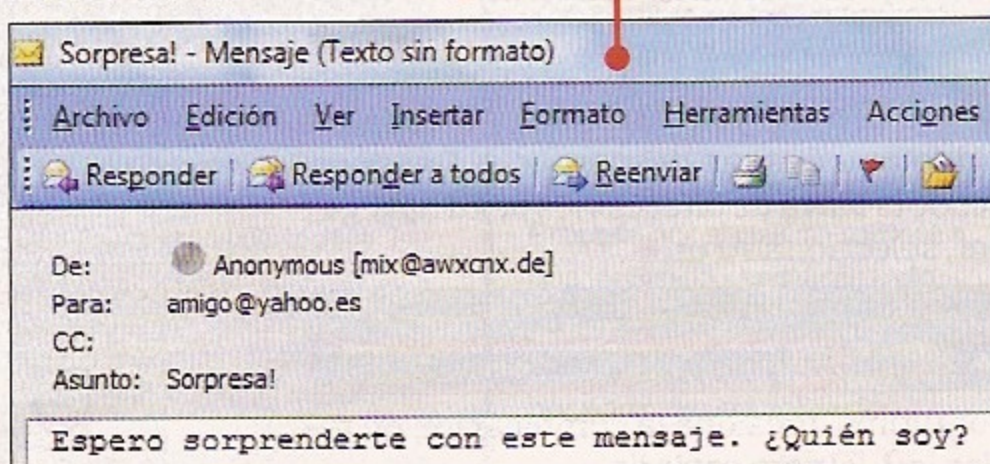 Sorpresa! - Mensaje (Texto sin formato)
Archivo Edición Ver Insertar Formato Herramientas Acciones
Responder Responder a todos Reenviar
De: Anonymous [mix@awxcnx.de]
Para: amigo@yahoo.es
CC:
Asunto: Sorpresa!
Espero sorprenderte con este mensaje. ¿Quién soy?